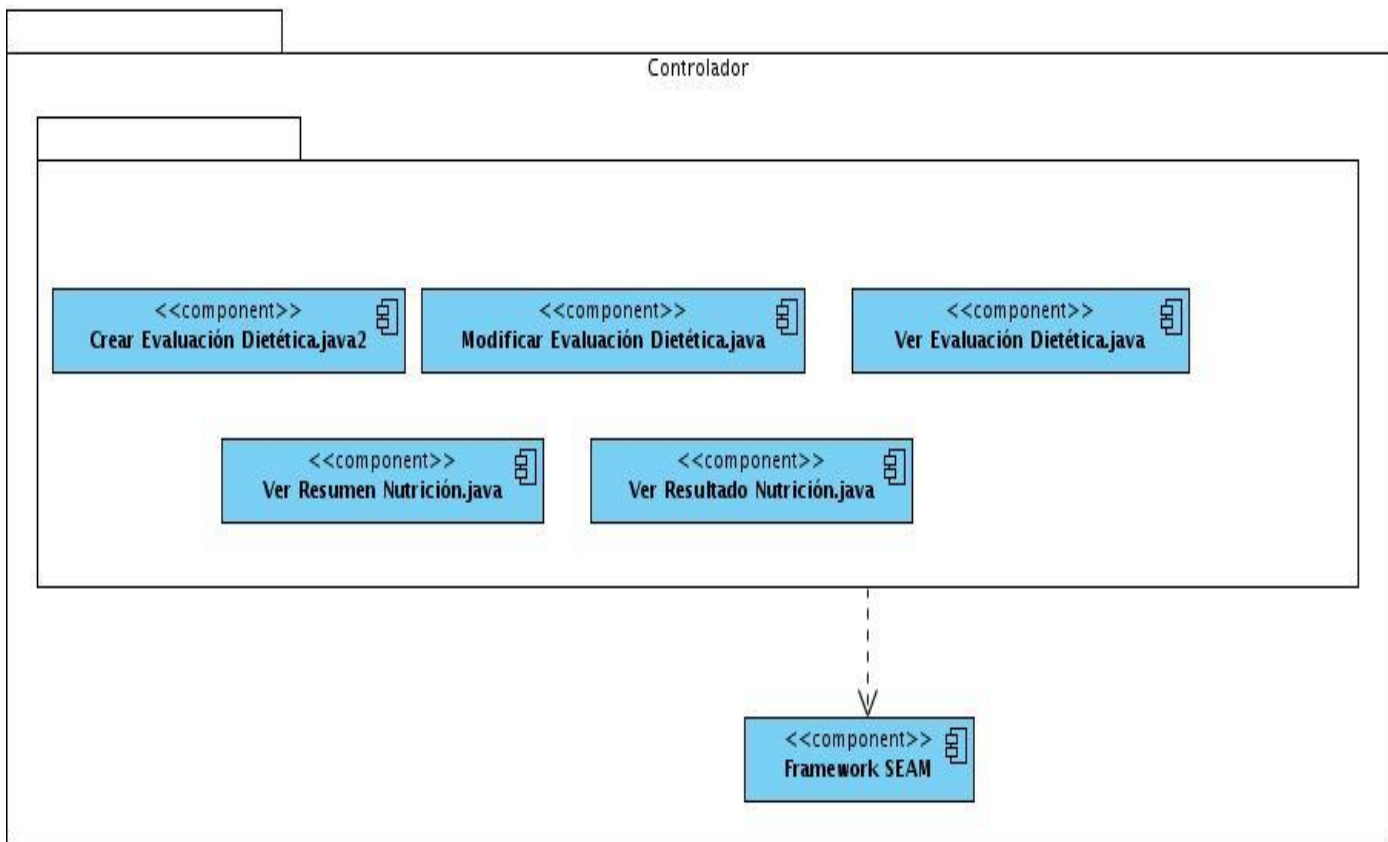 Controlador
<<component>>
Crear Evaluación Dietética.java2
<<component>>
Modificar Evaluación Dietética.java
<<component>>
Ver Evaluación Dietética.java
<<component>>
Ver Resumen Nutrición.java
<<component>>
Ver Resultado Nutrición.java
<<component>>
Framework SEAM